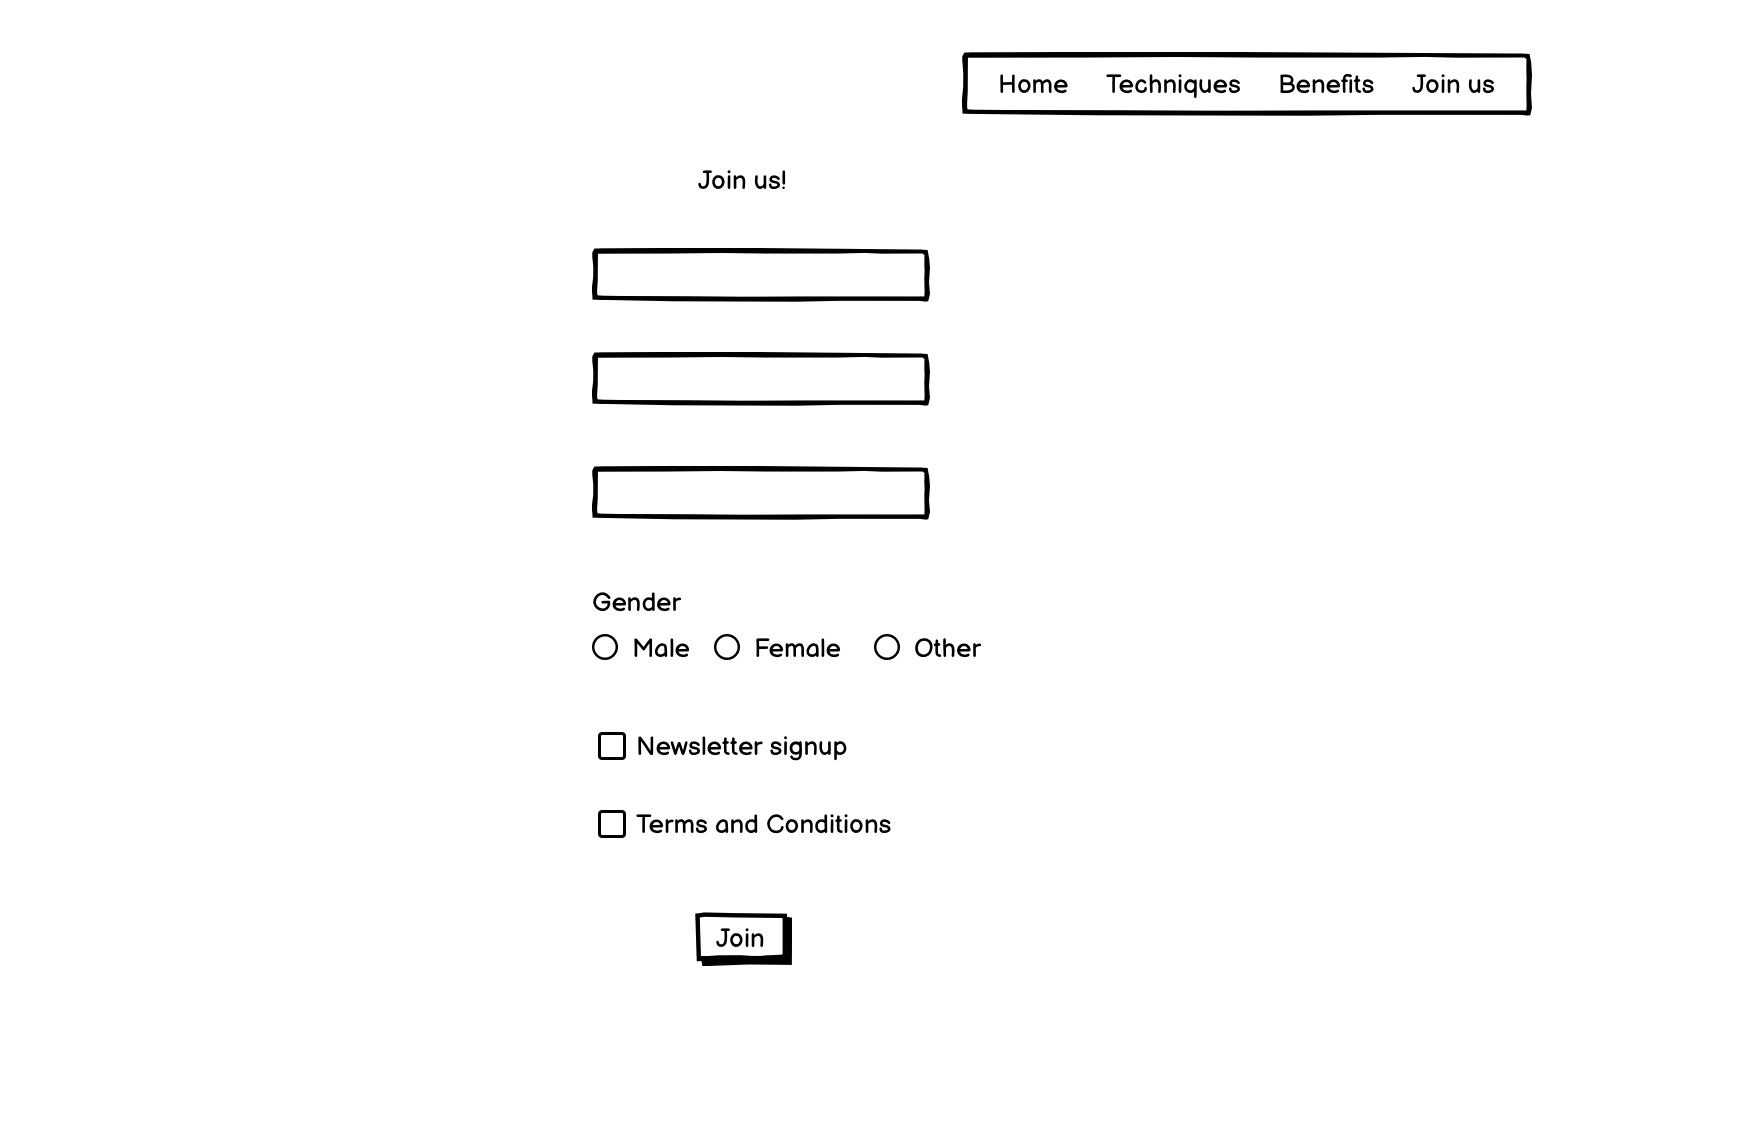 Home Techniques Benefits Join us
Join us!
Gender
Male Female Other
Newsletter signup
Terms and Conditions
Join